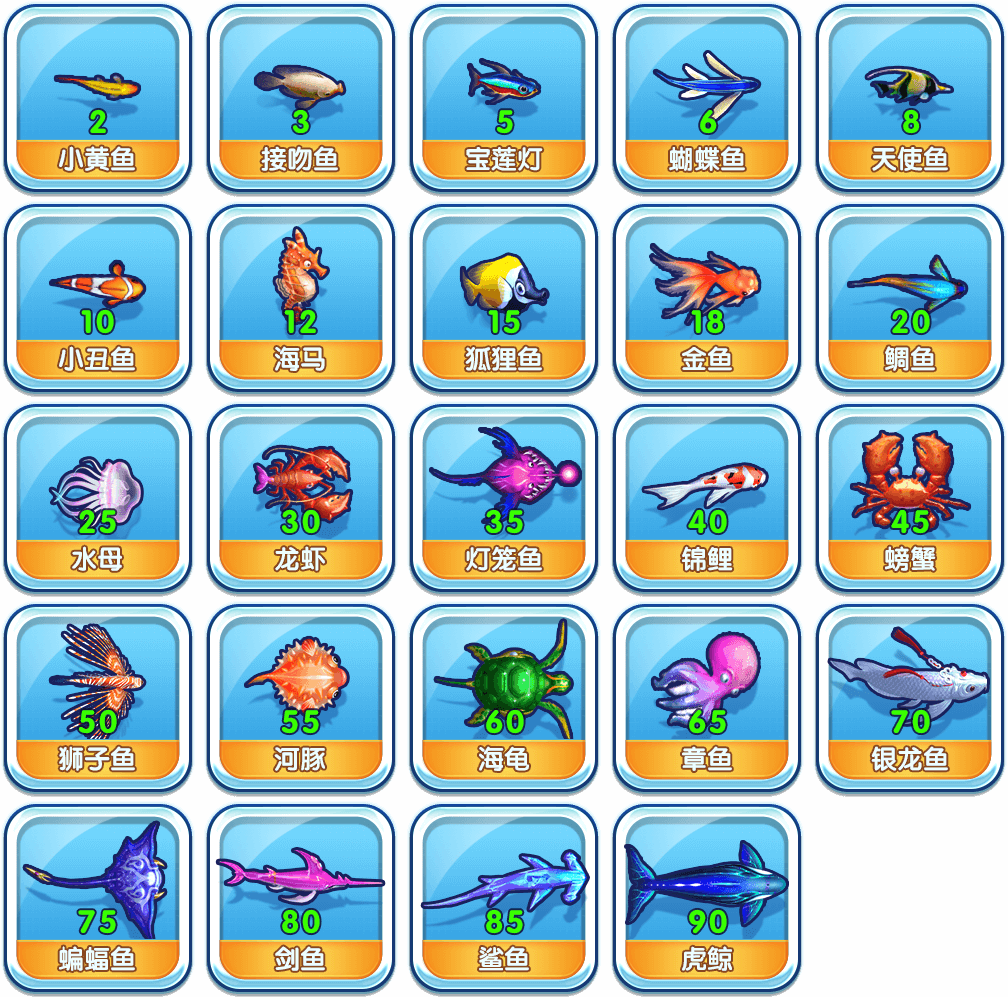 2
小黄鱼
3
接吻鱼
5
宝莲灯
6
蝴蝶鱼
8
天使鱼
10
小丑鱼
12
海马
15
狐狸鱼
18
金鱼
20
鲷鱼
25
水母
30
龙虾
35
灯笼鱼
40
锦鲤
45
螃蟹
50
狮子鱼
55
河豚
60
海龟
65
章鱼
70
银龙鱼
75
蝙蝠鱼
80
剑鱼
85
鲨鱼
90
虎鲸